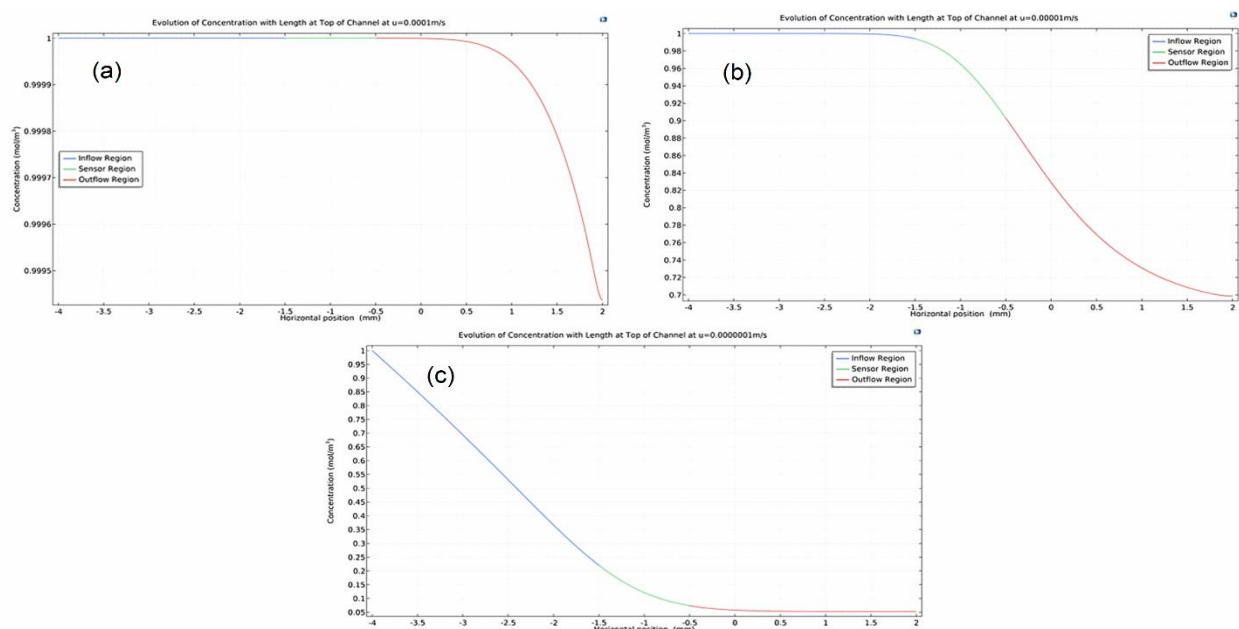 Evolution of Concentration with Length at Top of Channel at u=0.0001m/s
(a)
1
0.9999
0.9998
0.9997
0.9996
0.9995
Concentration (mol/m³)
Inflow Region
Sensor Region
Outflow Region
-4 -3.5 -3 -2.5 -2 -1.5 -1 -0.5 0 0.5 1 1.5 2
Horizontal position (mm)
Evolution of Concentration with Length at Top of Channel at u=0.00001m/s
(b)
1
0.98
0.96
0.94
0.92
0.9
0.88
0.86
0.84
0.82
0.8
0.78
0.76
0.74
0.72
0.7
Concentration (mol/m³)
Inflow Region
Sensor Region
Outflow Region
-4 -3.5 -3 -2.5 -2 -1.5 -1 -0.5 0 0.5 1 1.5 2
Horizontal position (mm)
Evolution of Concentration with Length at Top of Channel at u=0.0000001m/s
(c)
1
0.95
0.9
0.85
0.8
0.75
0.7
0.65
0.6
0.55
0.5
0.45
0.4
0.35
0.3
0.25
0.2
0.15
0.1
0.05
Concentration (mol/m³)
Inflow Region
Sensor Region
Outflow Region
-4 -3.5 -3 -2.5 -2 -1.5 -1 -0.5 0 0.5 1 1.5 2
Horizontal position (mm)